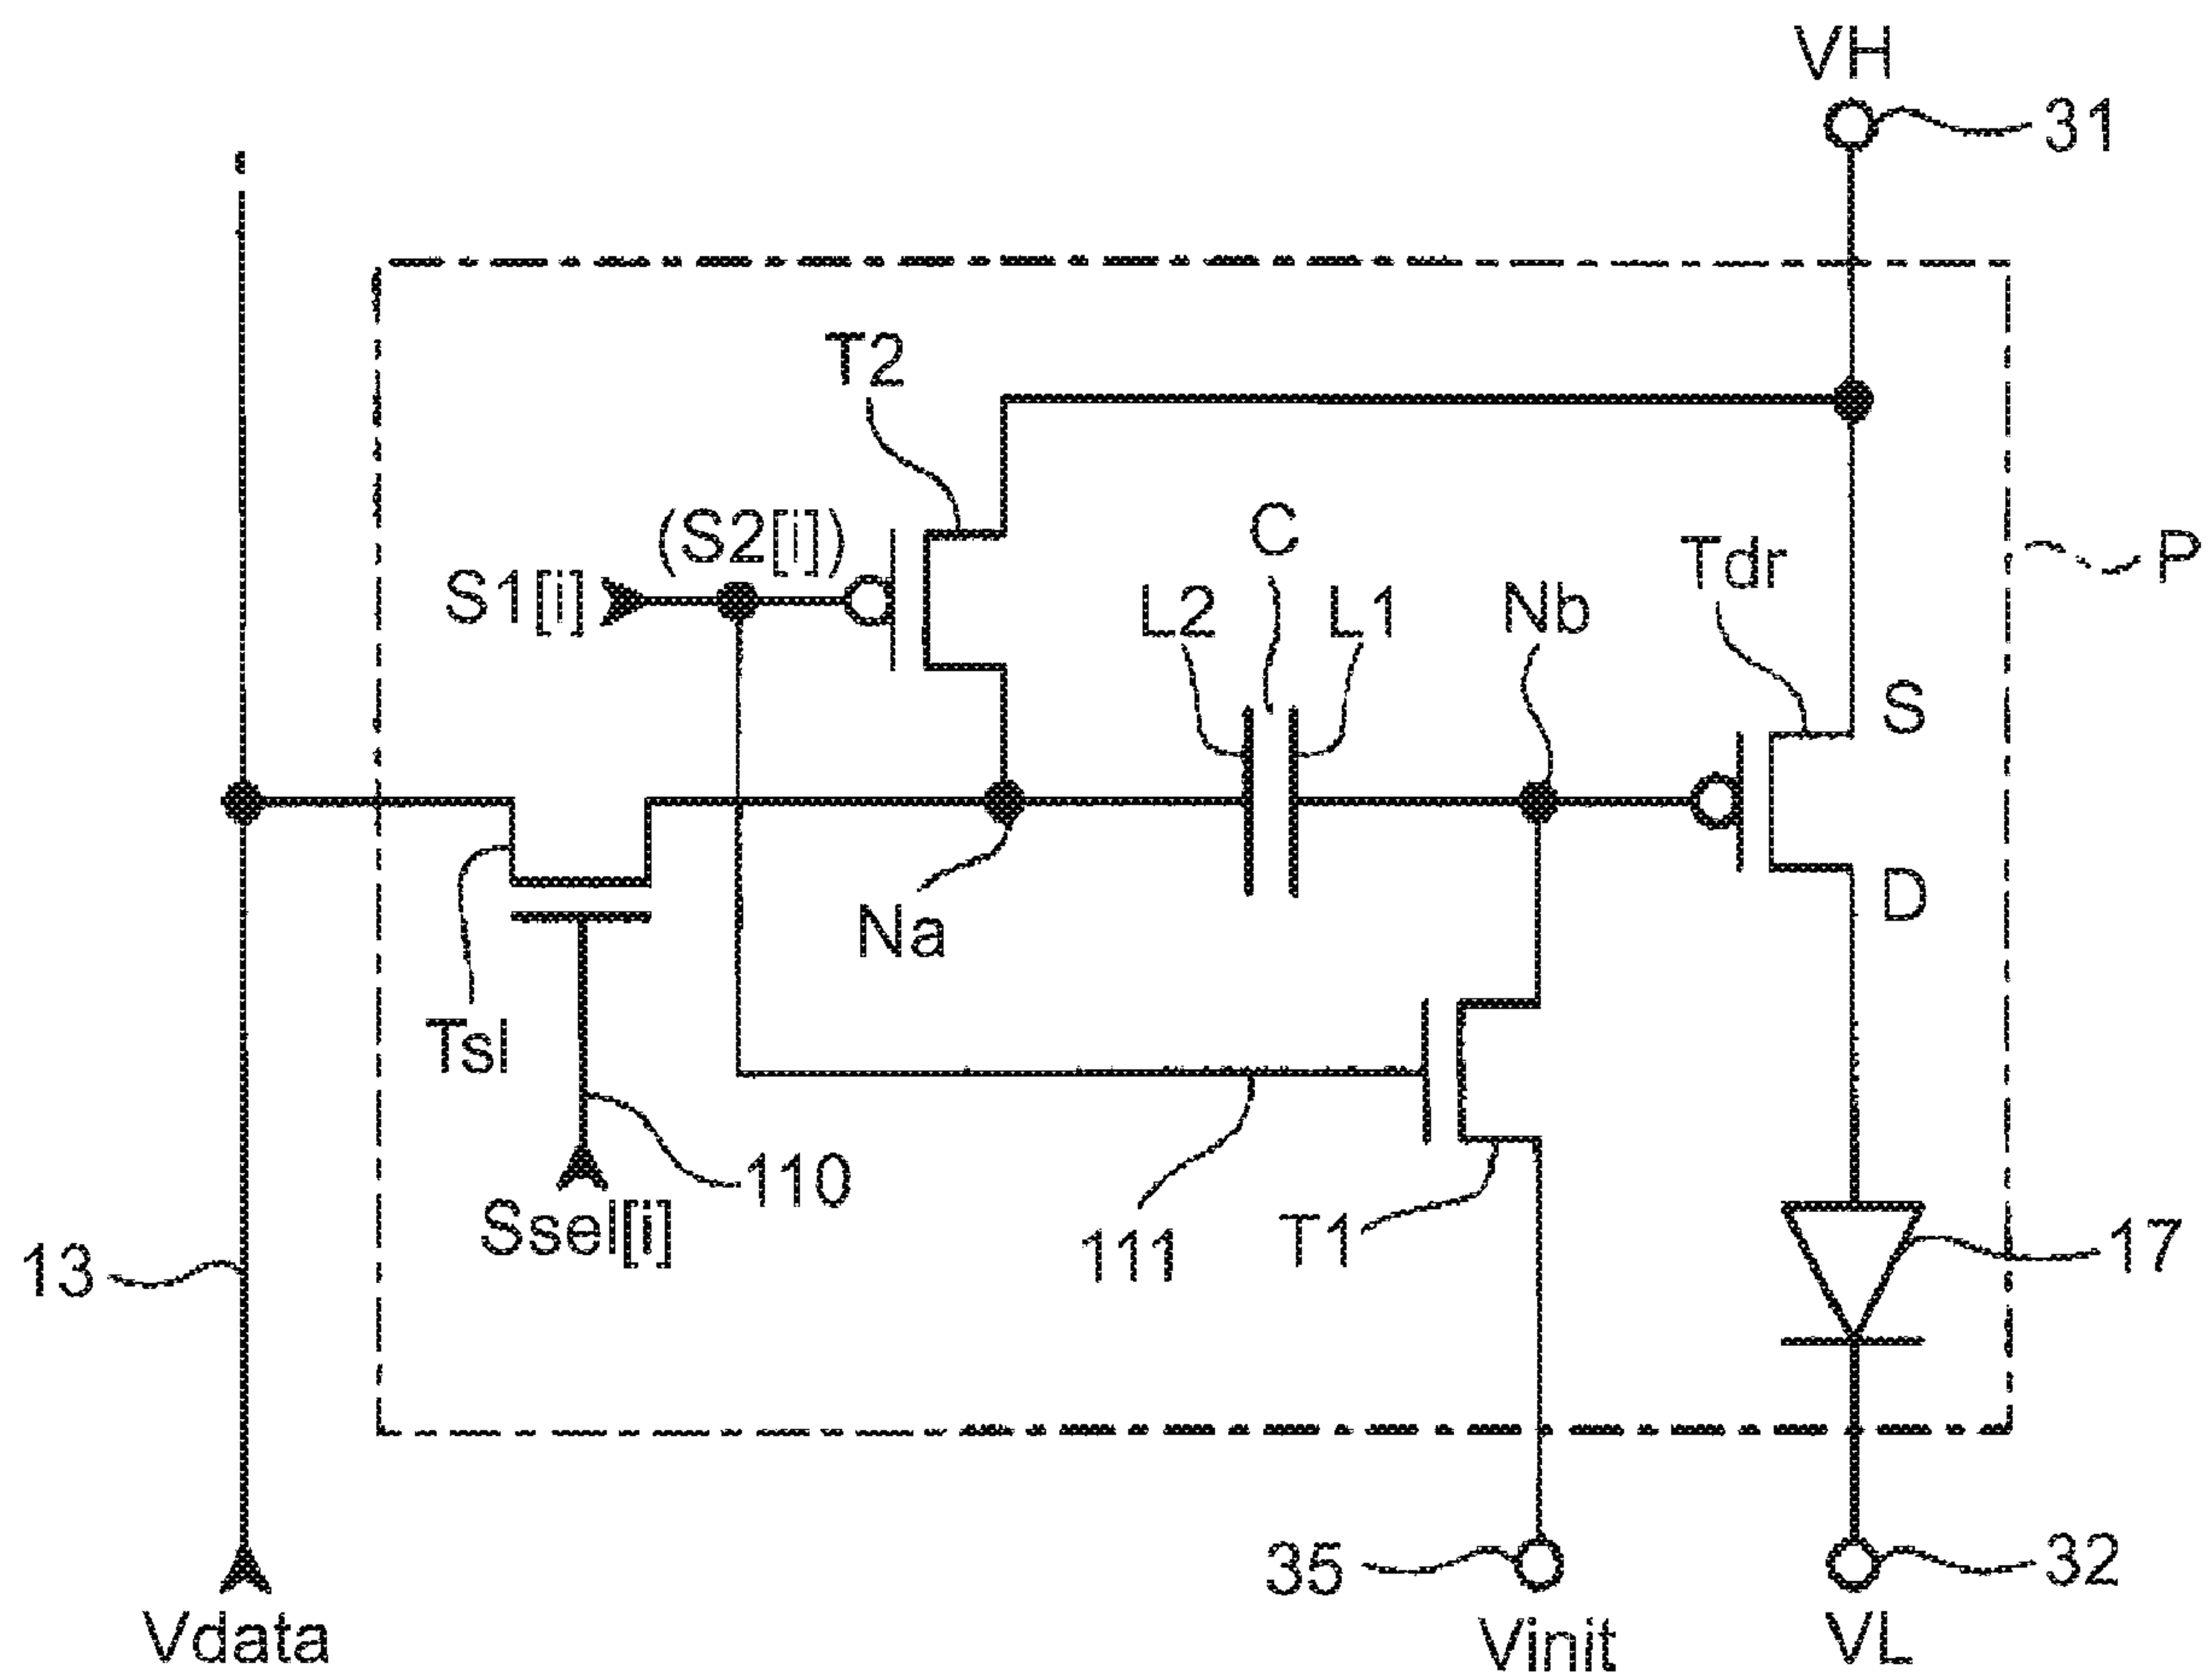 VH
31
T2
(S2[i])
C
S1[i]
L2
L1
Nb
Tdr
P
S
D
Na
Tsl
110
Ssel[i]
111
T1
17
13
35
32
Vdata
Vinit
VL